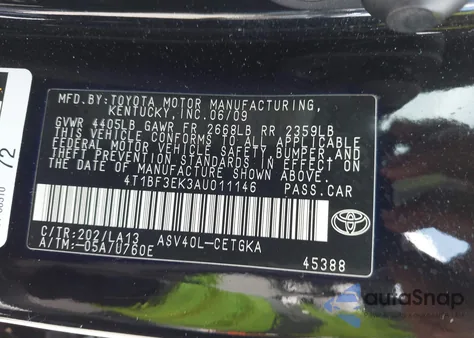 MFD.BY: TOYOTA MOTOR MANUFACTURING,
KENTUCKY, INC. 06/09
GVWR 4405LB GAWR FR 2668LB RR 2359LB
THIS VEHICLE CONFORMS TO ALL APPLICABLE
FEDERAL MOTOR VEHICLE SAFETY, BUMPER, AND
THEFT PREVENTION STANDARDS IN EFFECT ON
THE DATE OF MANUFACTURE SHOWN ABOVE.
4T1BF3EK3AU011146 PASS.CAR
C/TR: 202/LA13 ASV40L-CETGKA
A/TM: -05A/U760E
45388
TOYOTA
72
autoSnap